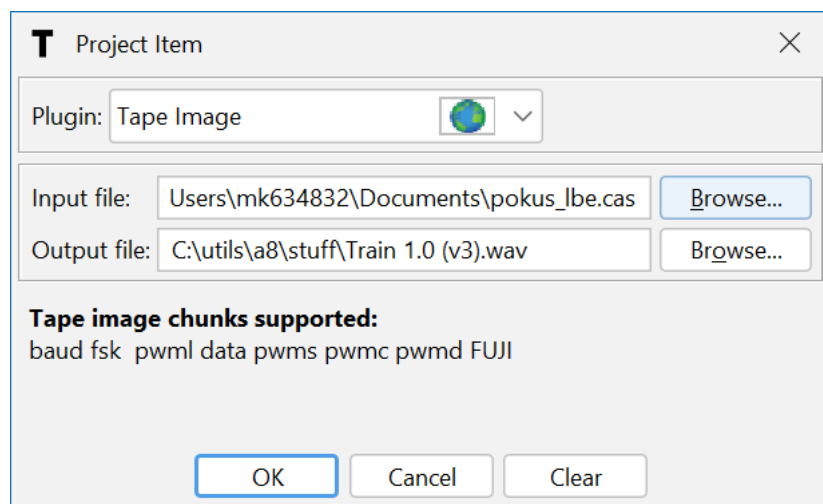 T Project Item
Plugin: Tape Image
Input file: Users\mk634832\Documents\pokus_lbe.cas Browse...
Output file: C:\utils\a8\stuff\Train 1.0 (v3).wav Browse...
Tape image chunks supported:
baud fsk pwml data pwms pwmc pwmd FUJI
OK Cancel Clear